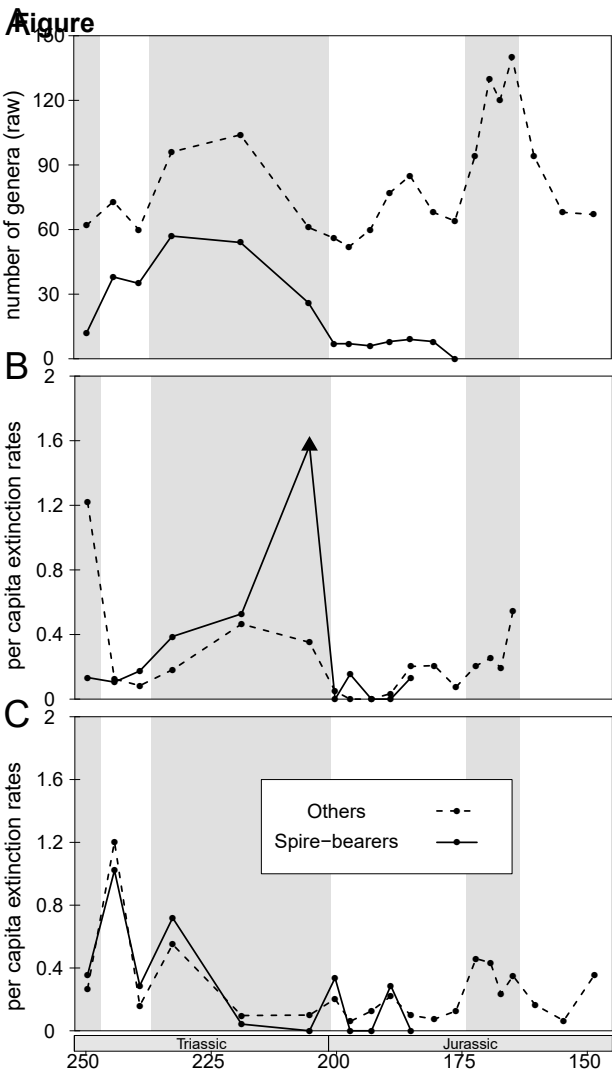 Figure
A
150
120
90
60
30
0
number of genera (raw)
B
2
1.6
1.2
0.8
0.4
0
per capita extinction rates
C
2
1.6
1.2
0.8
0.4
0
per capita extinction rates
Others
Spire−bearers
Triassic
Jurassic
250 225 200 175 150